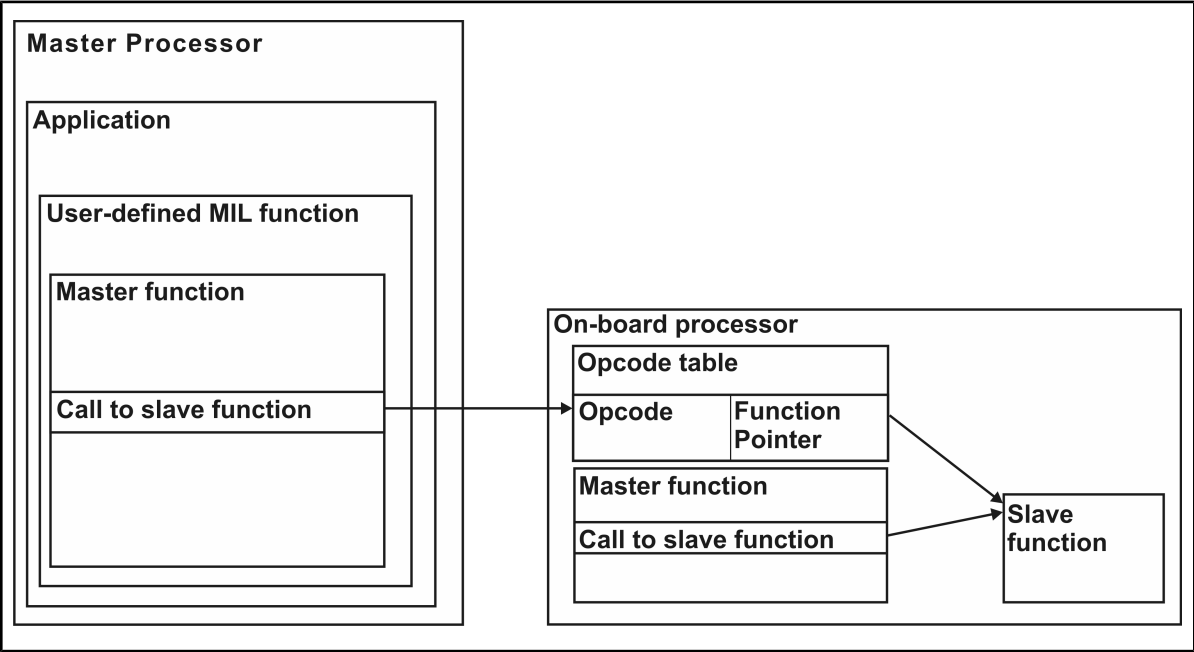 Master Processor
Application
User-defined MIL function
Master function
Call to slave function
On-board processor
Opcode table
Opcode
Function
Pointer
Master function
Call to slave function
Slave
function